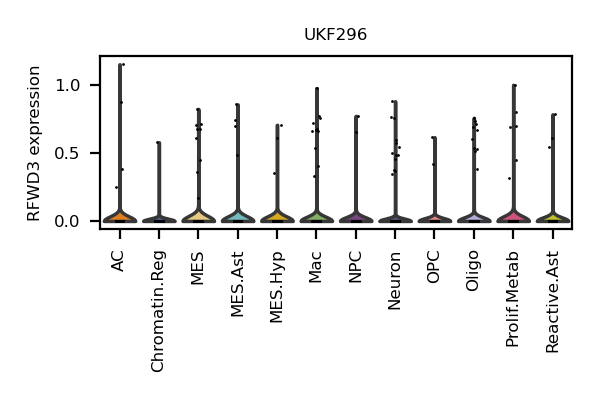 UKF296
RFWD3 expression
1.0
0.5
0.0
AC
Chromatin.Reg
MES
MES.Ast
MES.Hyp
Mac
NPC
Neuron
OPC
Oligo
Prolif.Metab
Reactive.Ast